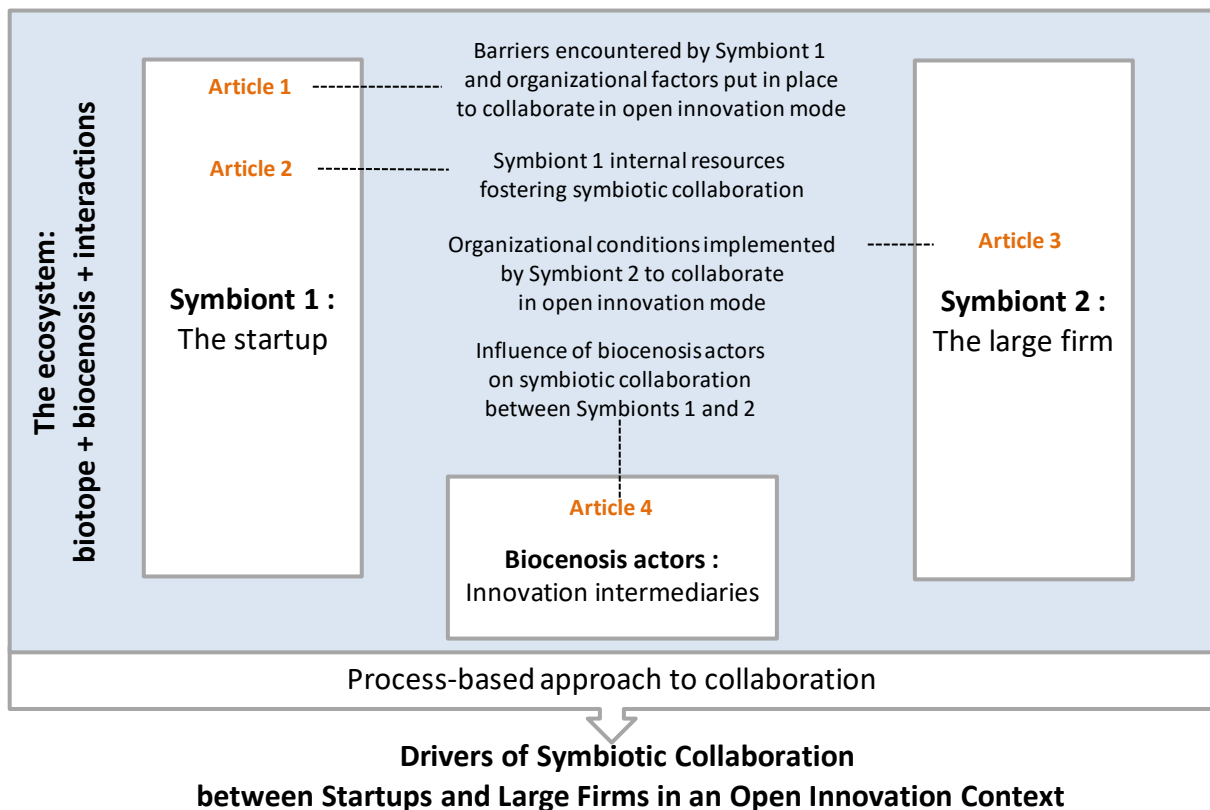 The ecosystem:
biotope + biocenosis + interactions
Article 1
Barriers encountered by Symbiont 1
and organizational factors put in place
to collaborate in open innovation mode
Article 2
Symbiont 1 internal resources
fostering symbiotic collaboration
Symbiont 1 :
The startup
Organizational conditions implemented
by Symbiont 2 to collaborate
in open innovation mode
Article 3
Symbiont 2 :
The large firm
Influence of biocenosis actors
on symbiotic collaboration
between Symbionts 1 and 2
Article 4
Biocenosis actors :
Innovation intermediaries
Process-based approach to collaboration
Drivers of Symbiotic Collaboration
between Startups and Large Firms in an Open Innovation Context